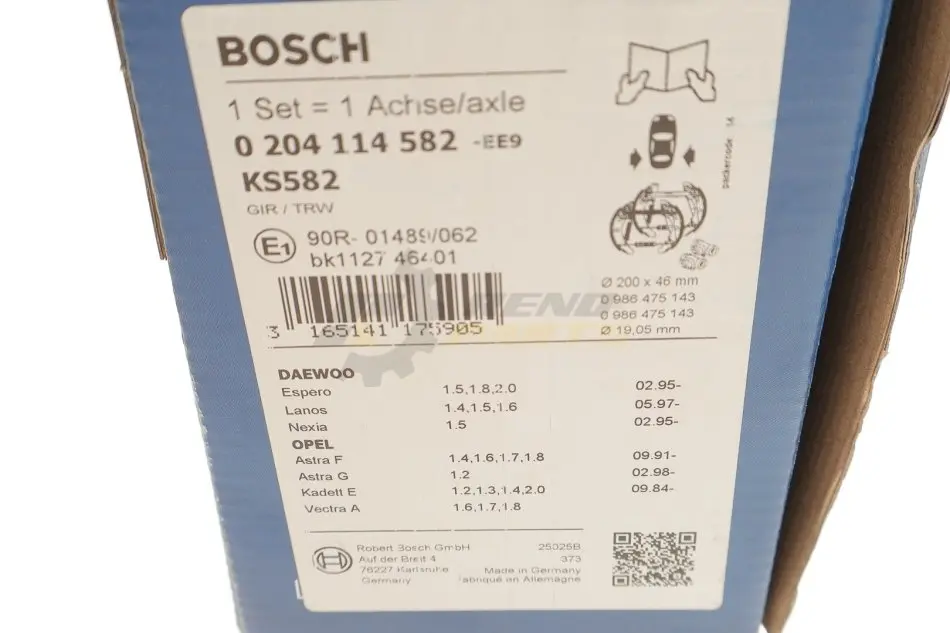 BOSCH
1 Set = 1 Achse/axle
0 204 114 582 -EE9
KS582
GIR / TRW
E1 90R- 01489/062
bk1127 46401
3 165141 175905
packercode 14
Ø 200 x 46 mm
0 986 475 143
0 986 475 143
Ø 19,05 mm
DAEWOO
Espero 1.5,1.8,2.0 02.95-
Lanos 1.4,1.5,1.6 05.97-
Nexia 1.5 02.95-
OPEL
Astra F 1.4,1.6,1.7,1.8 09.91-
Astra G 1.2 02.98-
Kadett E 1.2,1.3,1.4,2.0 09.84-
Vectra A 1.6,1.7,1.8
Robert Bosch GmbH 25025B
Auf der Breit 4 373
76227 Karlsruhe Made in Germany
Germany Fabriqué en Allemagne